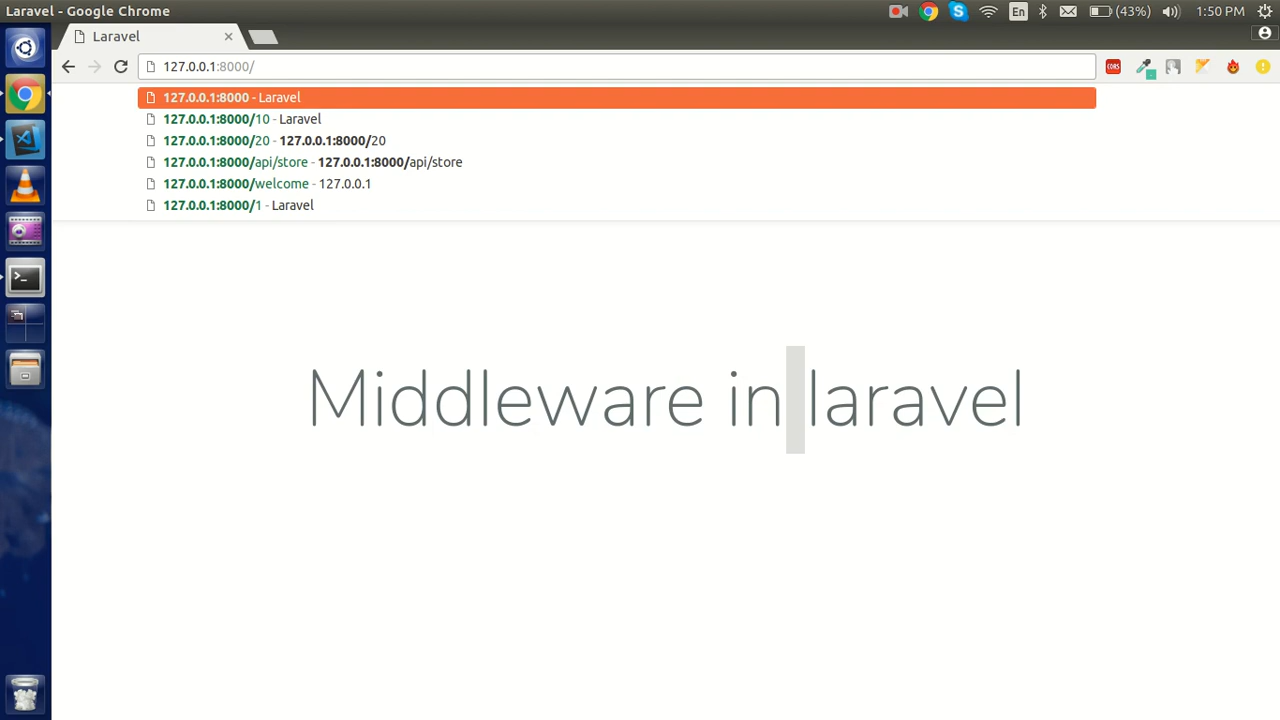 Laravel - Google Chrome
En
(43%)
1:50 PM
Laravel
127.0.0.1:8000/
CORS
127.0.0.1:8000 - Laravel
127.0.0.1:8000/10 - Laravel
127.0.0.1:8000/20 - 127.0.0.1:8000/20
127.0.0.1:8000/api/store - 127.0.0.1:8000/api/store
127.0.0.1:8000/welcome - 127.0.0.1
127.0.0.1:8000/1 - Laravel
Middleware in laravel